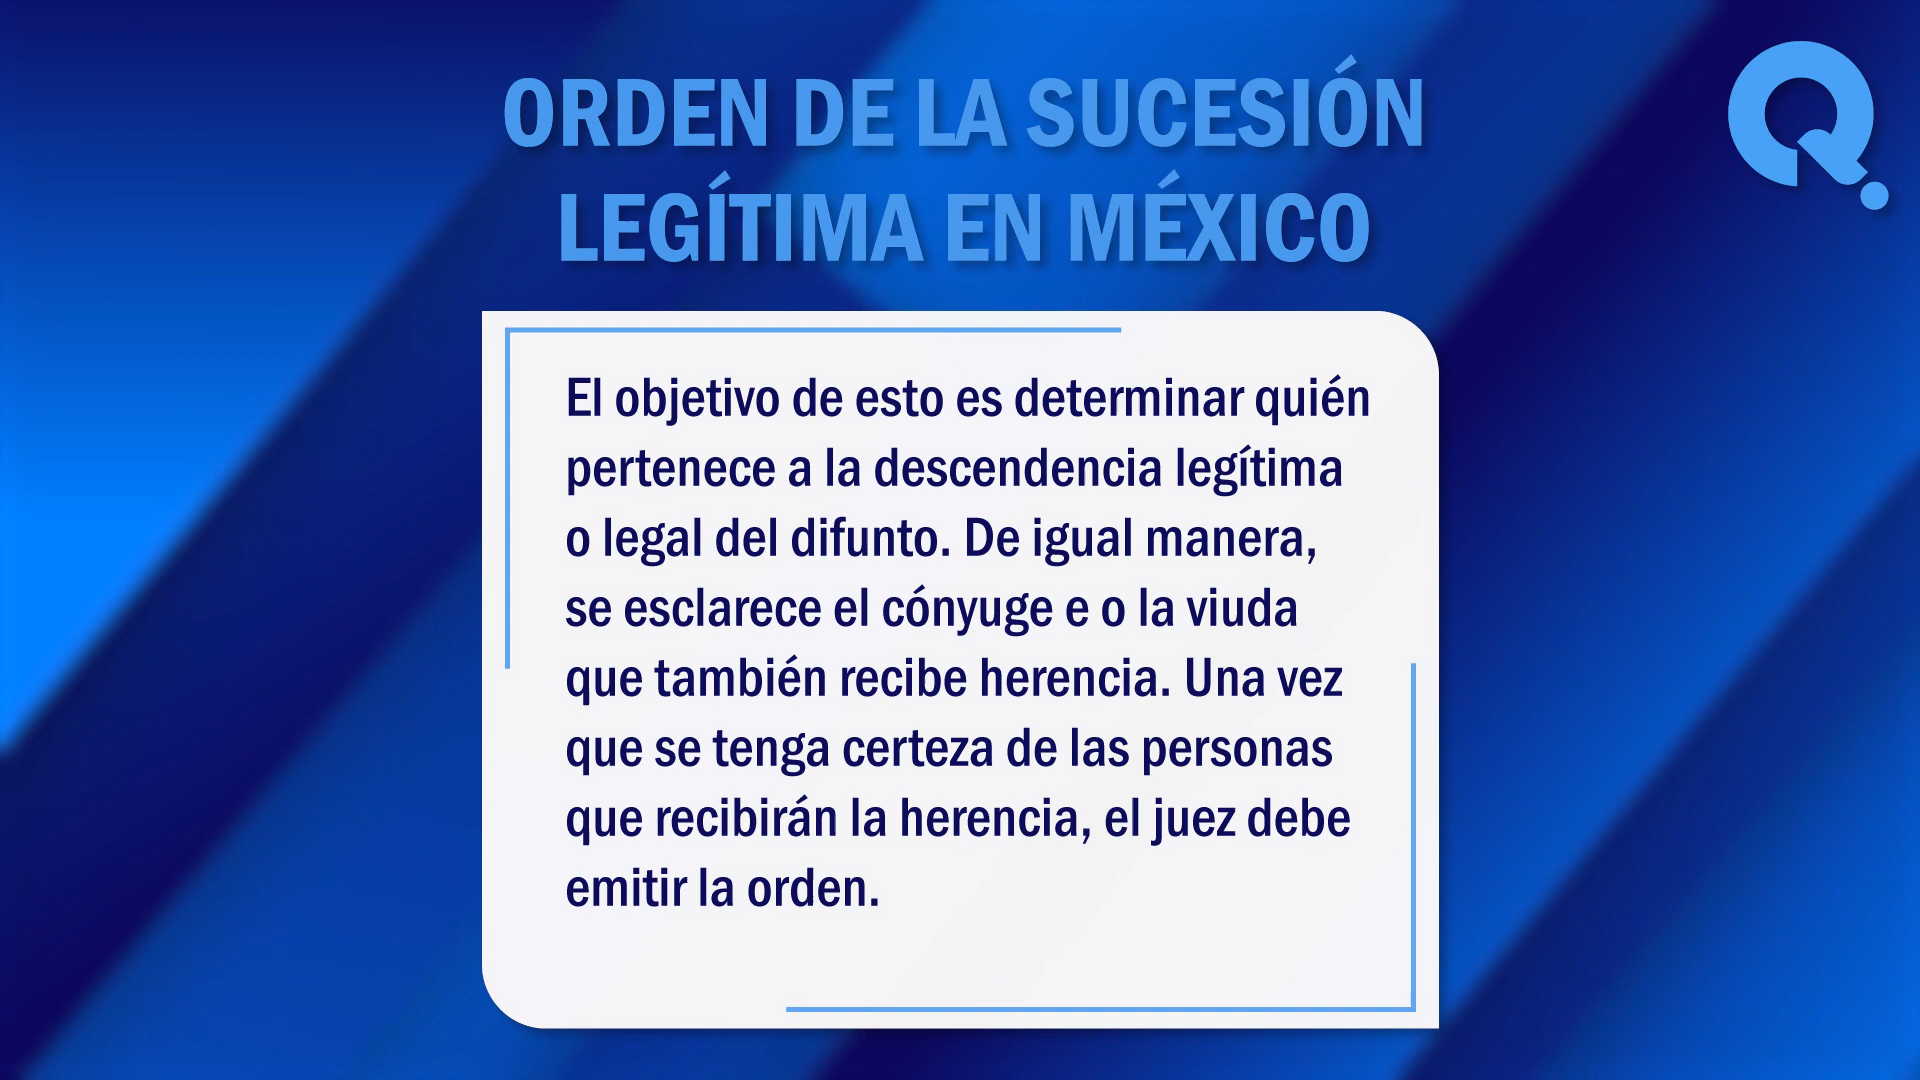 ORDEN DE LA SUCESIÓN
LEGÍTIMA EN MÉXICO
Q.
El objetivo de esto es determinar quién
pertenece a la descendencia legítima
o legal del difunto. De igual manera,
se esclarece el cónyuge e o la viuda
que también recibe herencia. Una vez
que se tenga certeza de las personas
que recibirán la herencia, el juez debe
emitir la orden.